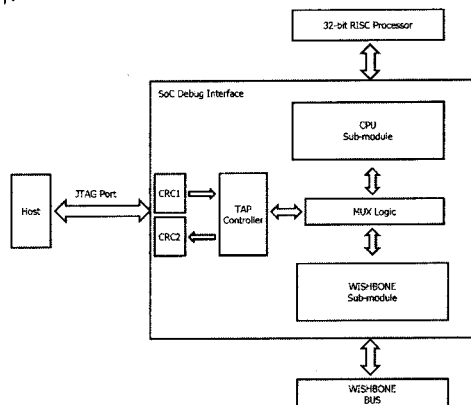 32-bit RISC Processor
SoC Debug Interface
CPU
Sub-module
JTAG Port
Host
CRC1
CRC2
TAP
Controller
MUX Logic
WISHBONE
Sub-module
WISHBONE
BUS